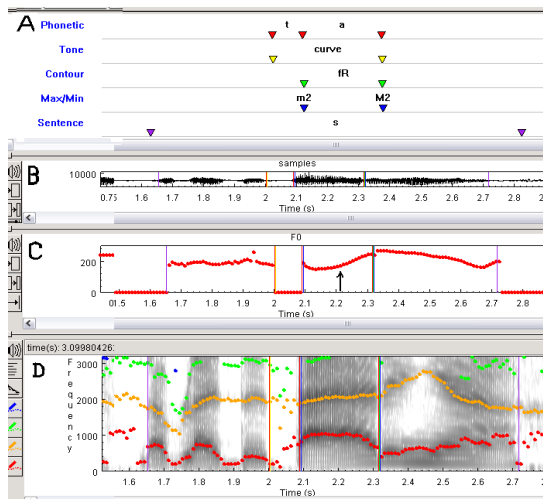 A
Phonetic t a
Tone curve
Contour fR
Max/Min m2 M2
Sentence s
B
samples
10000
0.75 1.6 1.7 1.8 1.9 2 2.1 2.2 2.3 2.4 2.5 2.6 2.7 2.8 2.9
Time (s)
C
F0
200
0
01.5 1.6 1.7 1.8 1.9 2 2.1 2.2 2.3 2.4 2.5 2.6 2.7 2.8
Time (s)
time(s): 3.09980426:
D
Frequency
3000
2000
1000
0
1.6 1.7 1.8 1.9 2 2.1 2.2 2.3 2.4 2.5 2.6 2.7 2.8
Time (s)